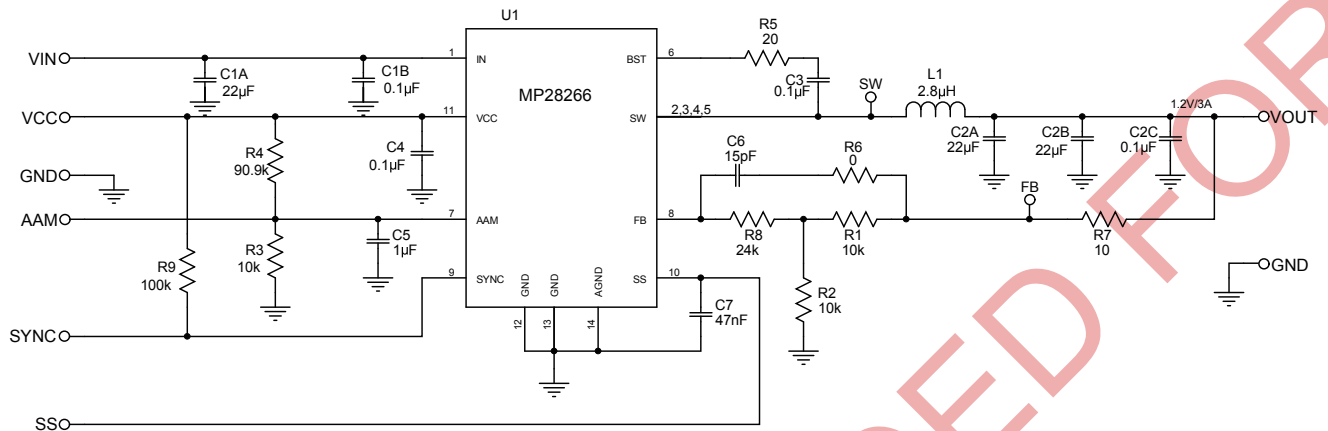 U1
MP28266
VIN
C1A
22µF
C1B
0.1µF
1
IN
BST
6
R5
20
C3
0.1µF
SW
L1
2.8µH
1.2V/3A
VOUT
VCC
11
VCC
SW
2,3,4,5
R4
90.9k
C4
0.1µF
C2A
22µF
C2B
22µF
C2C
0.1µF
GND
C6
15pF
R6
0
FB
AAM
7
AAM
FB
8
R8
24k
R1
10k
R7
10
C5
1µF
R9
100k
R3
10k
9
SYNC
GND
GND
AGND
SS
10
GND
R2
10k
C7
47nF
12
13
14
SYNC
SS
ED FOR